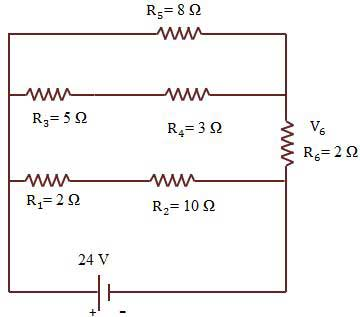 R₅= 8 Ω
R₃= 5 Ω
R₄= 3 Ω
V₆
R₆= 2 Ω
R₁= 2 Ω
R₂= 10 Ω
24 V
+ -